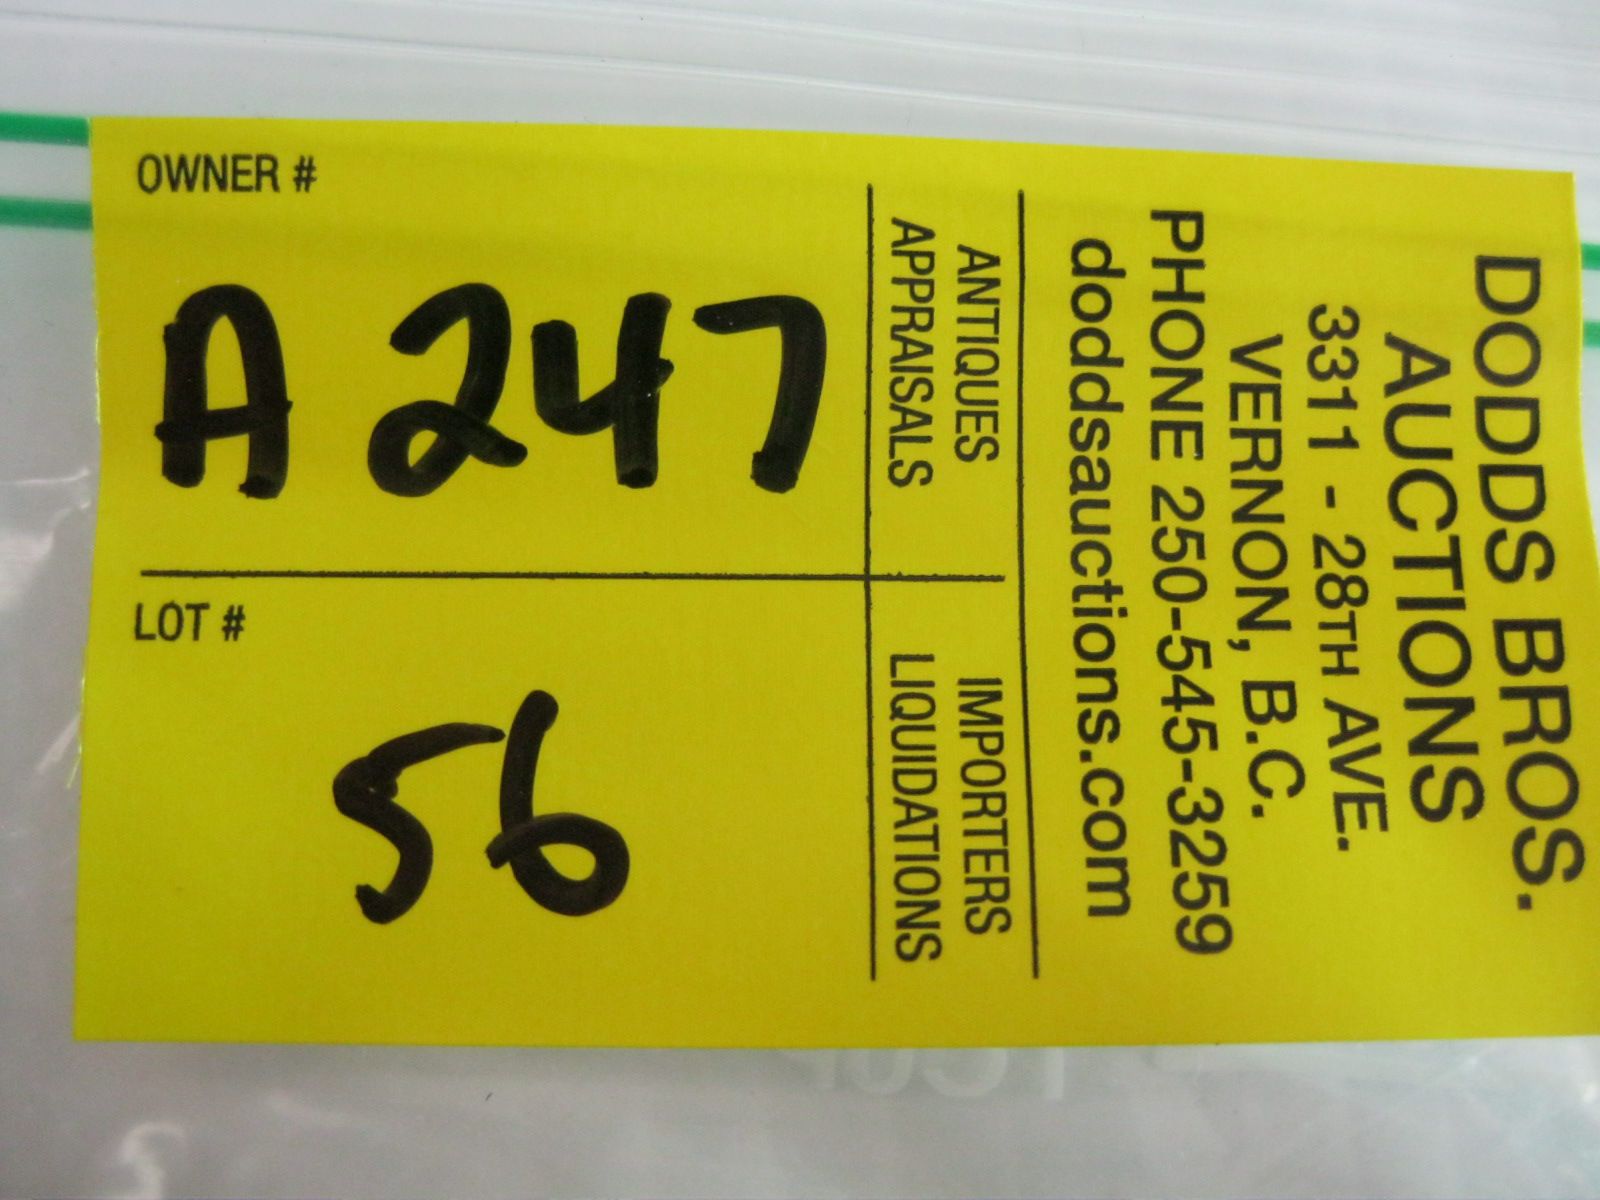 OWNER #
A 247
LOT #
56
DODDS BROS.
AUCTIONS
3311 - 28TH AVE.
VERNON, B.C.
PHONE 250-545-3259
doddsauctions.com
ANTIQUES
APPRAISALS
IMPORTERS
LIQUIDATIONS